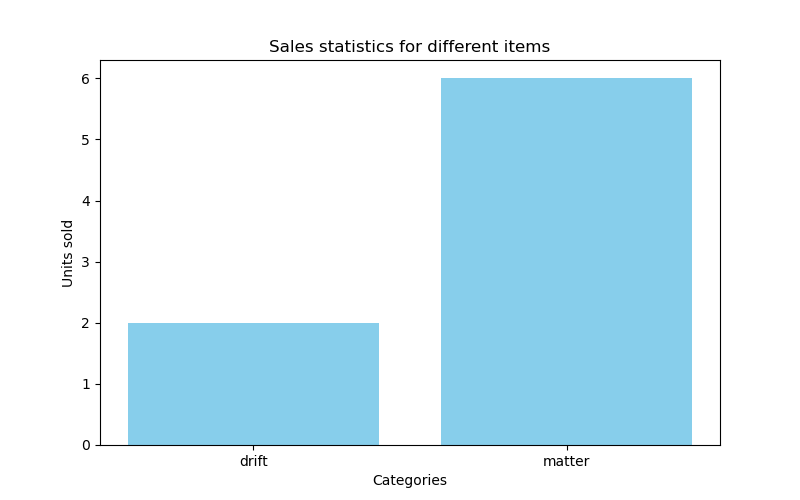 Sales statistics for different items
6
5
4
3
2
1
0
Units sold
drift matter
Categories